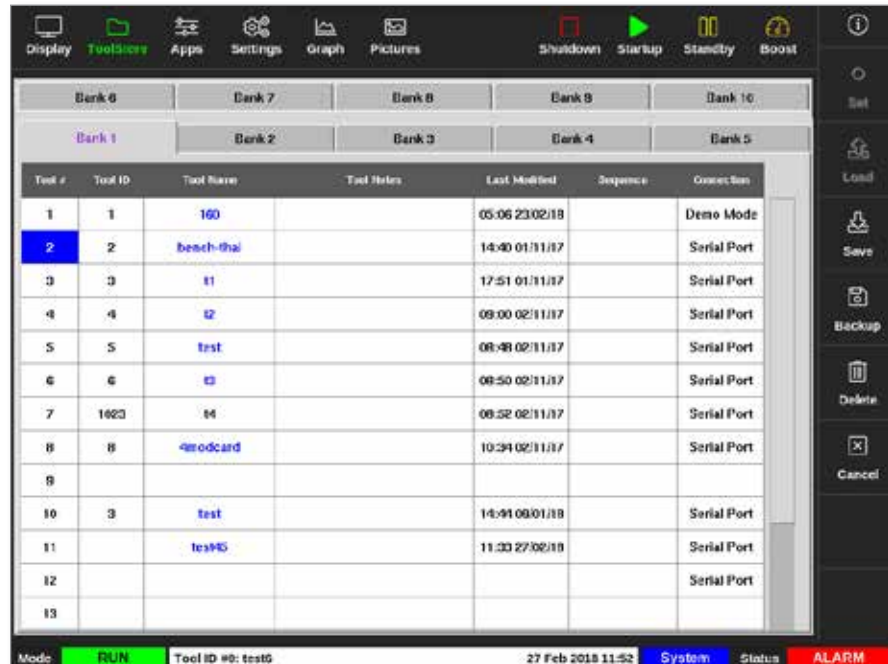 Display ToolStore Apps Settings Graph Pictures Shutdown Startup Standby Boost
Set
Load
Save
Backup
Delete
Cancel
Bank 6 Bank 7 Bank 8 Bank 9 Bank 10
Bank 1 Bank 2 Bank 3 Bank 4 Bank 5
Tool # Tool ID Tool Name Tool Notes Last Modified Sequence Connection
1 1 160 05:06 23/02/18 Demo Mode
2 2 bench-thai 14:40 01/11/17 Serial Port
3 3 t1 17:51 01/11/17 Serial Port
4 4 t2 09:00 02/11/17 Serial Port
5 5 test 08:48 02/11/17 Serial Port
6 6 t3 08:50 02/11/17 Serial Port
7 1023 t4 08:52 02/11/17 Serial Port
8 8 4modcard 10:34 02/11/17 Serial Port
9
10 3 test 14:44 Serial Port
11 test45 11:33 27/02/18 Serial Port
12 Serial Port
13
Mode RUN Tool ID #0: test6 27 Feb 2018 11:52 System Status ALARM